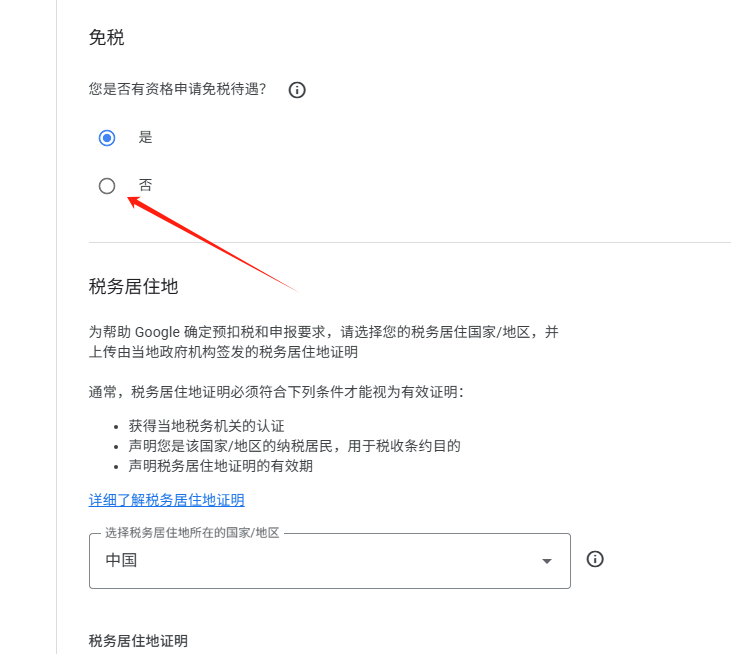 免税
您是否有资格申请免税待遇？
是
否
税务居住地
为帮助 Google 确定预扣税和申报要求，请选择您的税务居住国家/地区，并
上传由当地政府机构签发的税务居住地证明
通常，税务居住地证明必须符合下列条件才能视为有效证明：
• 获得当地税务机关的认证
• 声明您是该国家/地区的纳税居民，用于税收条约目的
• 声明税务居住地证明的有效期
详细了解税务居住地证明
选择税务居住地所在的国家/地区
中国
税务居住地证明